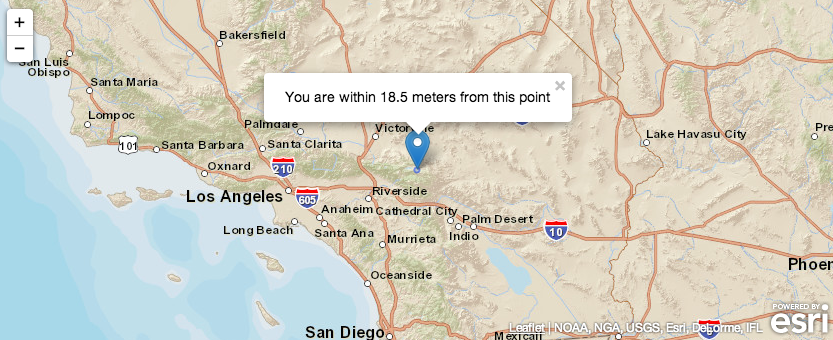 +
−
Bakersfield
San Luis
Obispo
Santa Maria
×
You are within 18.5 meters from this point
Lompoc
Palmdale
101
Santa Barbara
Santa Clarita
Lake Havasu City
210
Oxnard
Los Angeles
605
Riverside
Anaheim
Cathedral City
Palm Desert
Long Beach
Santa Ana
Indio
10
Murrieta
Phoen
Oceanside
San Diego
Mexicali
POWERED BY
esri
Leaflet | NOAA, NGA, USGS, Esri, DeLorme, IFL